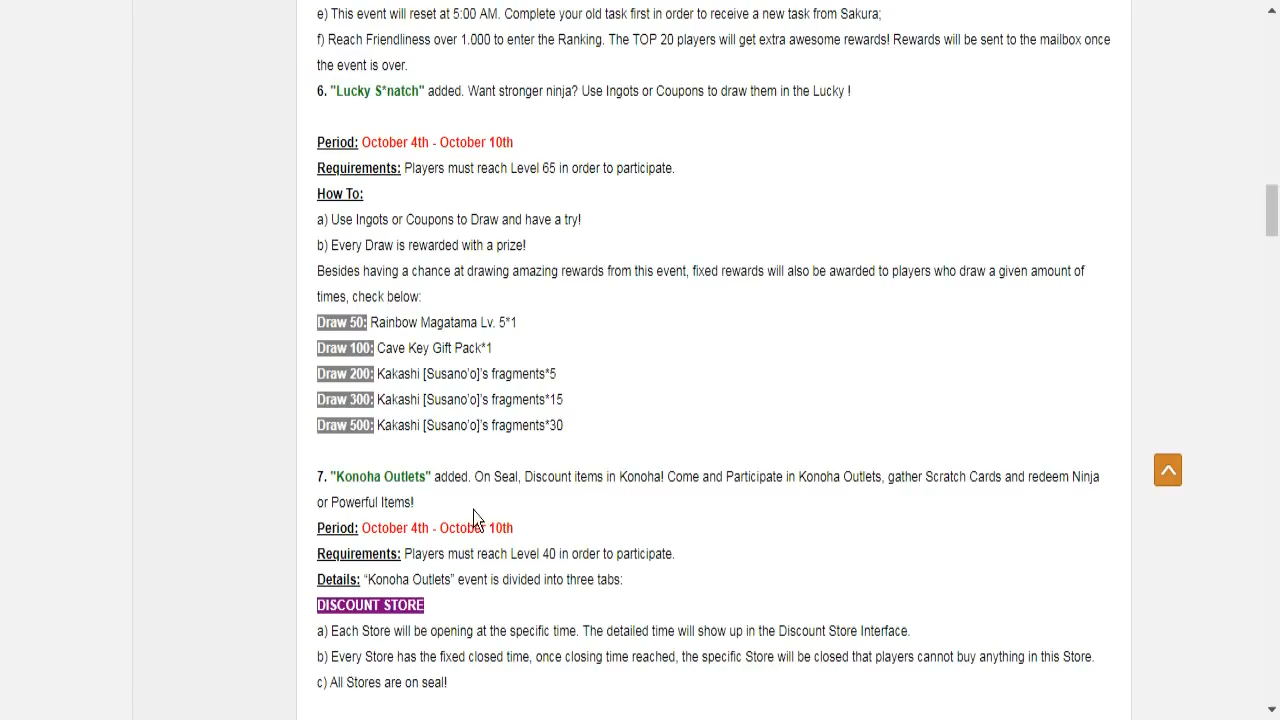 e) This event will reset at 5:00 AM. Complete your old task first in order to receive a new task from Sakura;
f) Reach Friendliness over 1.000 to enter the Ranking. The TOP 20 players will get extra awesome rewards! Rewards will be sent to the mailbox once
the event is over.
6. "Lucky S*natch" added. Want stronger ninja? Use Ingots or Coupons to draw them in the Lucky !
Period: October 4th - October 10th
Requirements: Players must reach Level 65 in order to participate.
How To:
a) Use Ingots or Coupons to Draw and have a try!
b) Every Draw is rewarded with a prize!
Besides having a chance at drawing amazing rewards from this event, fixed rewards will also be awarded to players who draw a given amount of
times, check below:
Draw 50: Rainbow Magatama Lv. 5*1
Draw 100: Cave Key Gift Pack*1
Draw 200: Kakashi [Susano’o]’s fragments*5
Draw 300: Kakashi [Susano’o]’s fragments*15
Draw 500: Kakashi [Susano’o]’s fragments*30
7. "Konoha Outlets" added. On Seal, Discount items in Konoha! Come and Participate in Konoha Outlets, gather Scratch Cards and redeem Ninja
or Powerful Items!
Period: October 4th - October 10th
Requirements: Players must reach Level 40 in order to participate.
Details: “Konoha Outlets” event is divided into three tabs:
DISCOUNT STORE
a) Each Store will be opening at the specific time. The detailed time will show up in the Discount Store Interface.
b) Every Store has the fixed closed time, once closing time reached, the specific Store will be closed that players cannot buy anything in this Store.
c) All Stores are on seal!